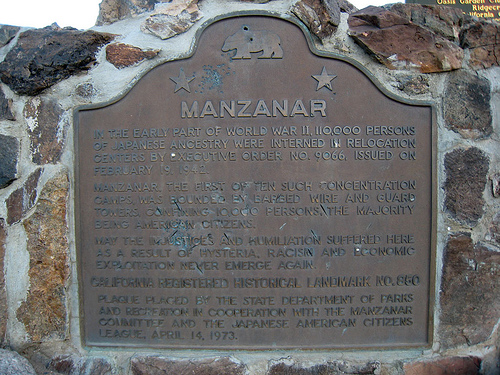 Oasis Garden Cl
Ridgecr
ifornia
MANZANAR
IN THE EARLY PART OF WORLD WAR II, 110,000 PERSONS
OF JAPANESE ANCESTRY WERE INTERNED IN RELOCATION
CENTERS BY EXECUTIVE ORDER NO. 9066, ISSUED ON
FEBRUARY 19, 1942.
MANZANAR, THE FIRST OF TEN SUCH CONCENTRATION
CAMPS, WAS BOUNDED BY BARBED WIRE AND GUARD
TOWERS, CONFINING 10,000 PERSONS, THE MAJORITY
BEING AMERICAN CITIZENS.
MAY THE INJUSTICES AND HUMILIATION SUFFERED HERE
AS A RESULT OF HYSTERIA, RACISM AND ECONOMIC
EXPLOITATION NEVER EMERGE AGAIN.
CALIFORNIA REGISTERED HISTORICAL LANDMARK NO. 850
PLAQUE PLACED BY THE STATE DEPARTMENT OF PARKS
AND RECREATION IN COOPERATION WITH THE MANZANAR
COMMITTEE AND THE JAPANESE AMERICAN CITIZENS
LEAGUE, APRIL 14, 1973.